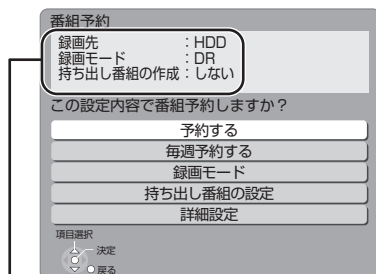 番組予約
録画先　　　　：HDD
録画モード　　：DR
持ち出し番組の作成：しない
この設定内容で番組予約しますか？
予約する
毎週予約する
録画モード
持ち出し番組の設定
詳細設定
項目選択
決定
戻る